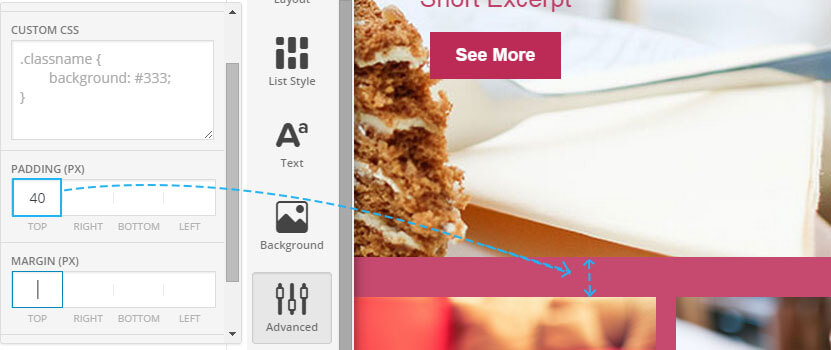 CUSTOM CSS
.classname {
background: #333;
}
PADDING (PX)
40
TOP RIGHT BOTTOM LEFT
MARGIN (PX)
TOP RIGHT BOTTOM LEFT
Layout
List Style
Text
Background
Advanced
Short Excerpt
See More